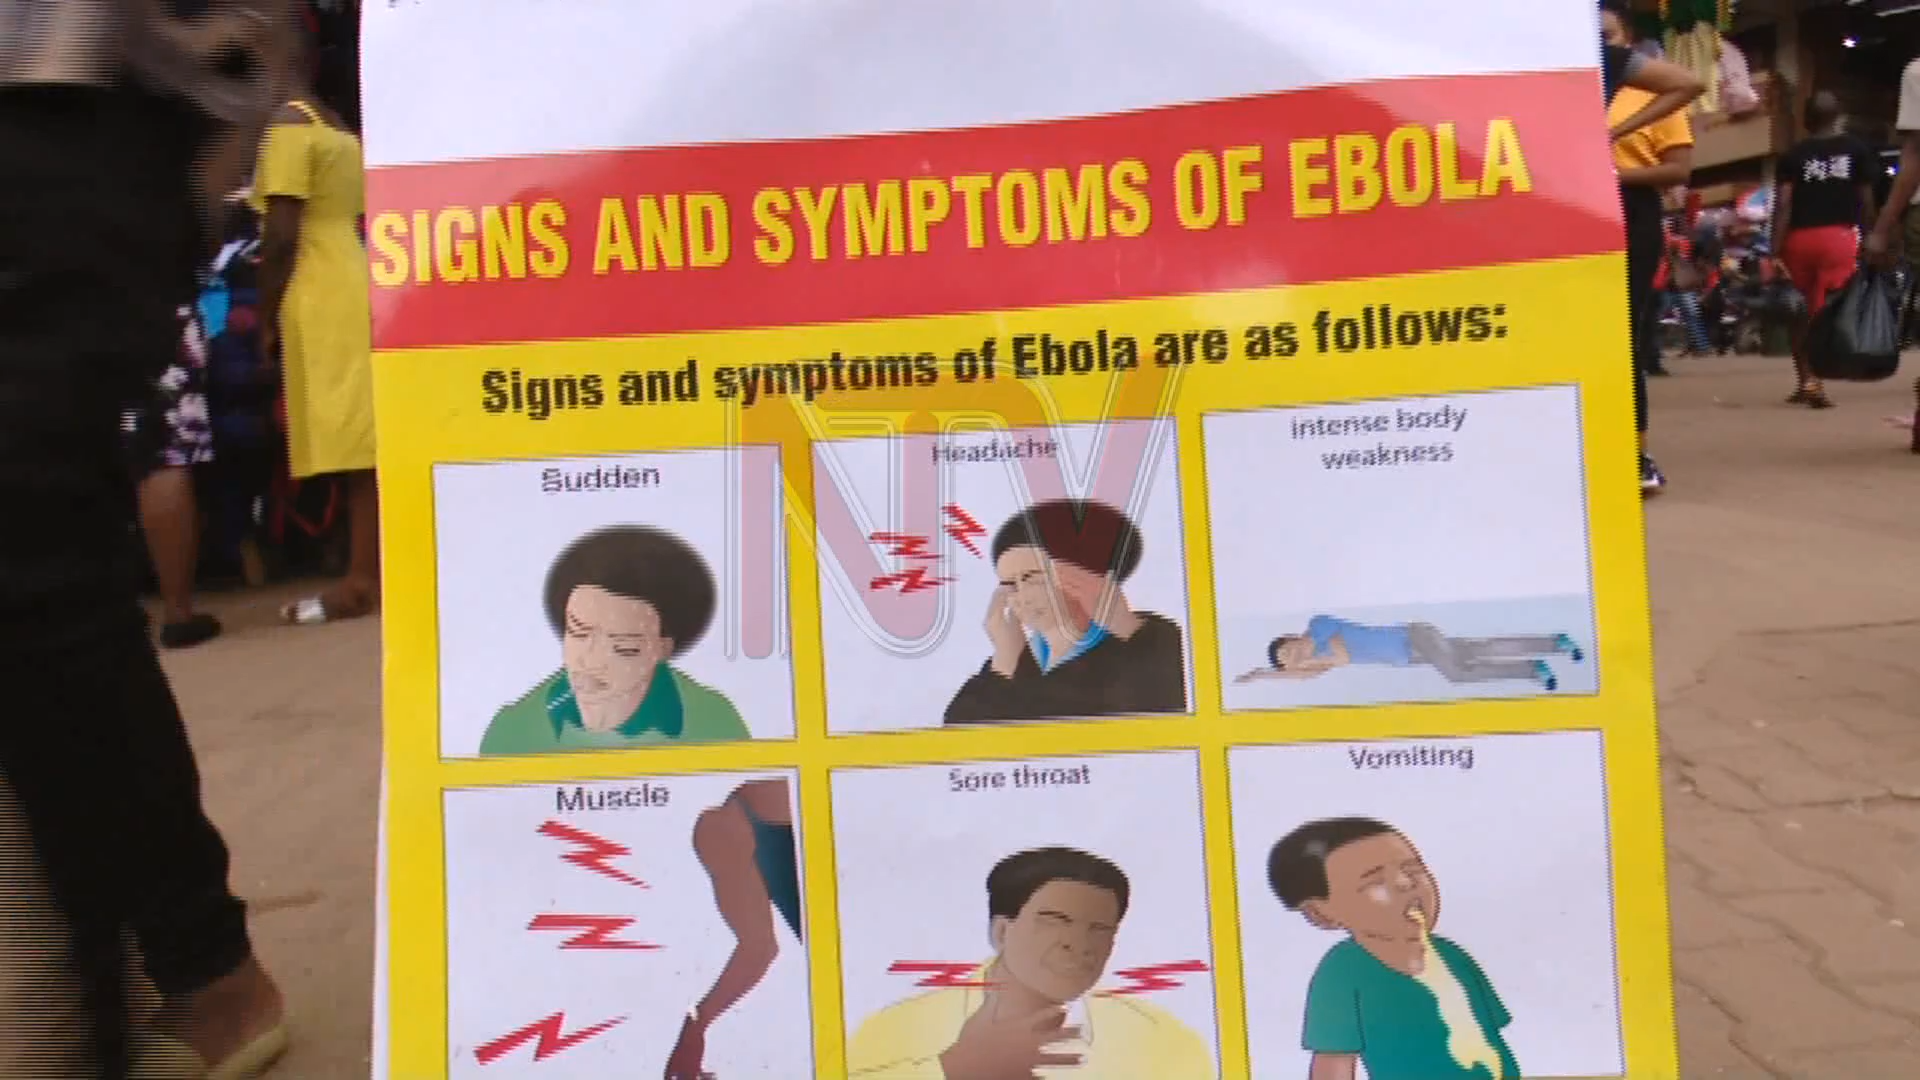 SIGNS AND SYMPTOMS OF EBOLA
Signs and symptoms of Ebola are as follows:
Sudden
Headache
Intense body
weakness
Muscle
Sore throat
Vomiting
NTV